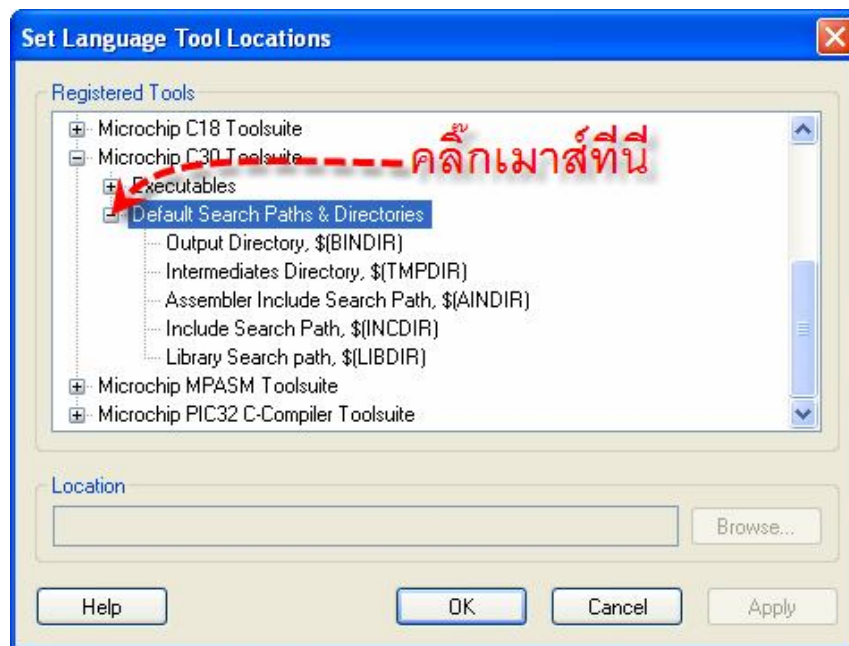 Set Language Tool Locations
Registered Tools
Microchip C18 Toolsuite
Microchip C30 Toolsuite
คลิ๊กเมาส์ที่นี่
Executables
Default Search Paths & Directories
Output Directory, $(BINDIR)
Intermediates Directory, $(TMPDIR)
Assembler Include Search Path, $(AINDIR)
Include Search Path, $(INCDIR)
Library Search path, $(LIBDIR)
Microchip MPASM Toolsuite
Microchip PIC32 C-Compiler Toolsuite
Location
Browse...
Help
OK
Cancel
Apply